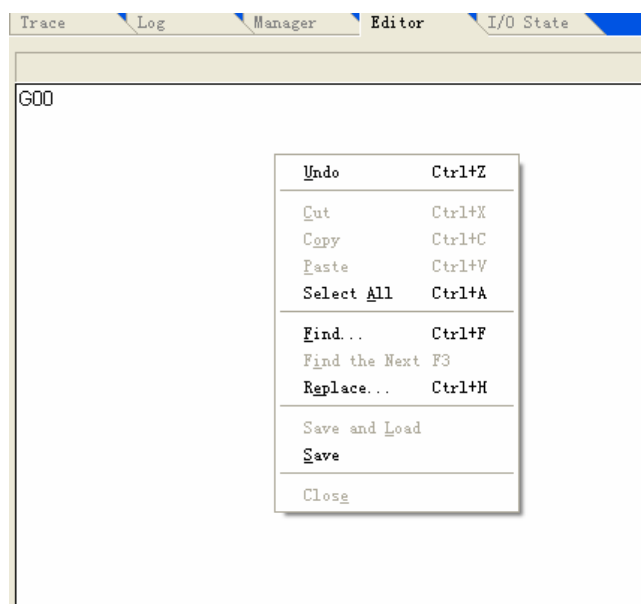 Trace Log Manager Editor I/O State
G00
Undo Ctrl+Z
Cut Ctrl+X
Copy Ctrl+C
Paste Ctrl+V
Select All Ctrl+A
Find... Ctrl+F
Find the Next F3
Replace... Ctrl+H
Save and Load
Save
Close